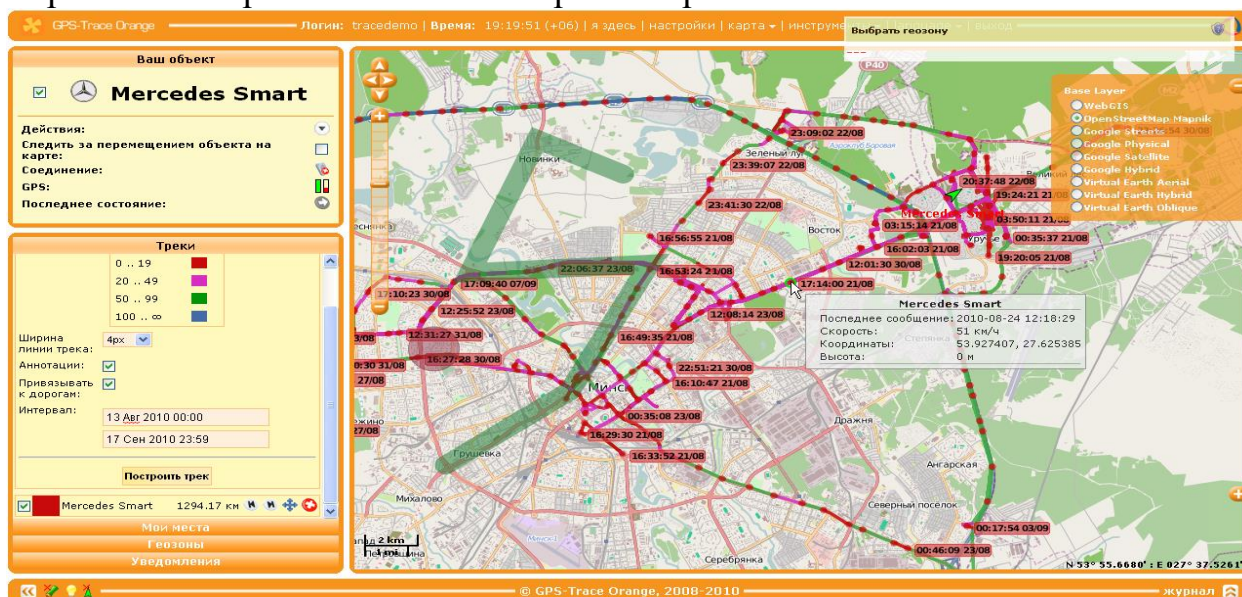 GPS-Trace Orange
Логин: tracedemo | Время: 19:19:51 (+06) | я здесь | настройки | карта
Выбрать геозону
Ваш объект
Mercedes Smart
Действия:
Следить за перемещением объекта на
карте:
Соединение:
GPS:
Последнее состояние:
Треки
0 .. 19
20 .. 49
50 .. 99
100 .. ∞
Ширина
линии трека:
4px
Аннотации:
Привязывать
к дорогам:
Интервал:
13 Авг 2010 00:00
17 Сен 2010 23:59
Построить трек
Mercedes Smart 1294.17 км
Мои места
Геозоны
Уведомления
P40
Base Layer
WebGIS
OpenStreetMap Mapnik
Google Streets
Google Physical
Google Satellite
Google Hybrid
Virtual Earth Aerial
Virtual Earth Hybrid
Virtual Earth Oblique
23:09:02 22/08
Зеленый луг
Аэроклуб Боровая
Новинки
23:39:07 22/08
20:37:48 22/08
19:24:21 21/08
23:41:30 22/08
Mercedes
03:50:11 21/08
03:15:14 21/08
Восток
16:56:55 21/08
Уручье
00:35:37 21/08
16:02:03 21/08
19:20:05 21/08
22:06:37 23/08
16:53:24 21/08
12:01:30 30/08
17:09:40 07/09
17:14:00 21/08
17:10:23 30/08
12:25:52 23/08
12:08:14 23/08
Mercedes Smart
Последнее сообщение: 2010-08-24 12:18:29
Скорость: 51 км/ч
Координаты: 53.927407, 27.625385
Высота: 0 м
12:31:27 31/08
16:49:35 21/08
16:27:28 30/08
22:51:21 30/08
Минск
16:10:47 21/08
00:35:08 23/08
Дражня
16:29:30 21/08
Грушевка
16:33:52 21/08
Ангарская
Михалово
Северный посёлок
00:17:54 03/09
2 km
1 mi
00:46:09 23/08
Серебрянка
N 53° 55.6680' : E 027° 37.5261'
© GPS-Trace Orange, 2008-2010
журнал